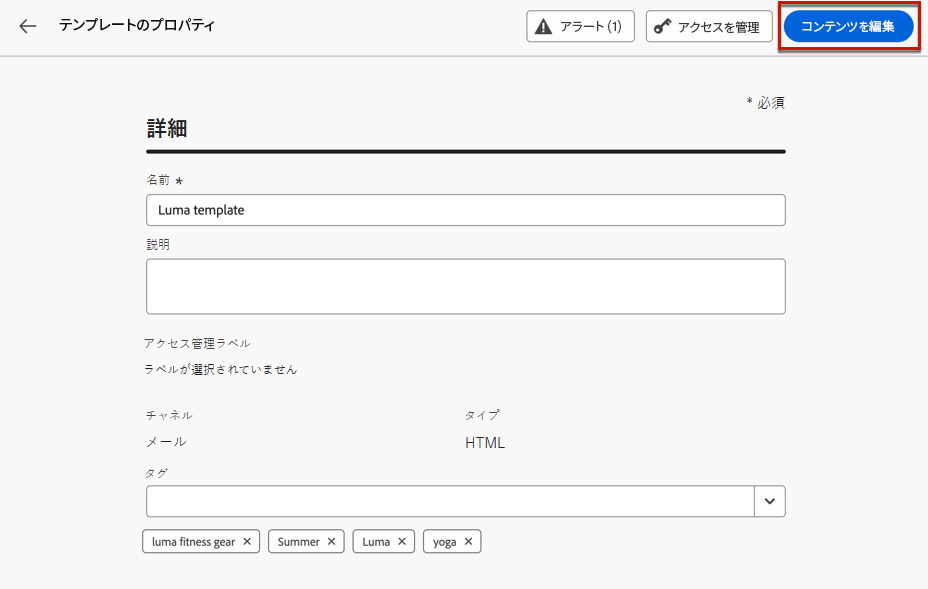 テンプレートのプロパティ
アラート (1)
アクセスを管理
コンテンツを編集
* 必須
詳細
名前 *
Luma template
説明
アクセス管理ラベル
ラベルが選択されていません
チャネル
タイプ
メール
HTML
タグ
luma fitness gear
Summer
Luma
yoga